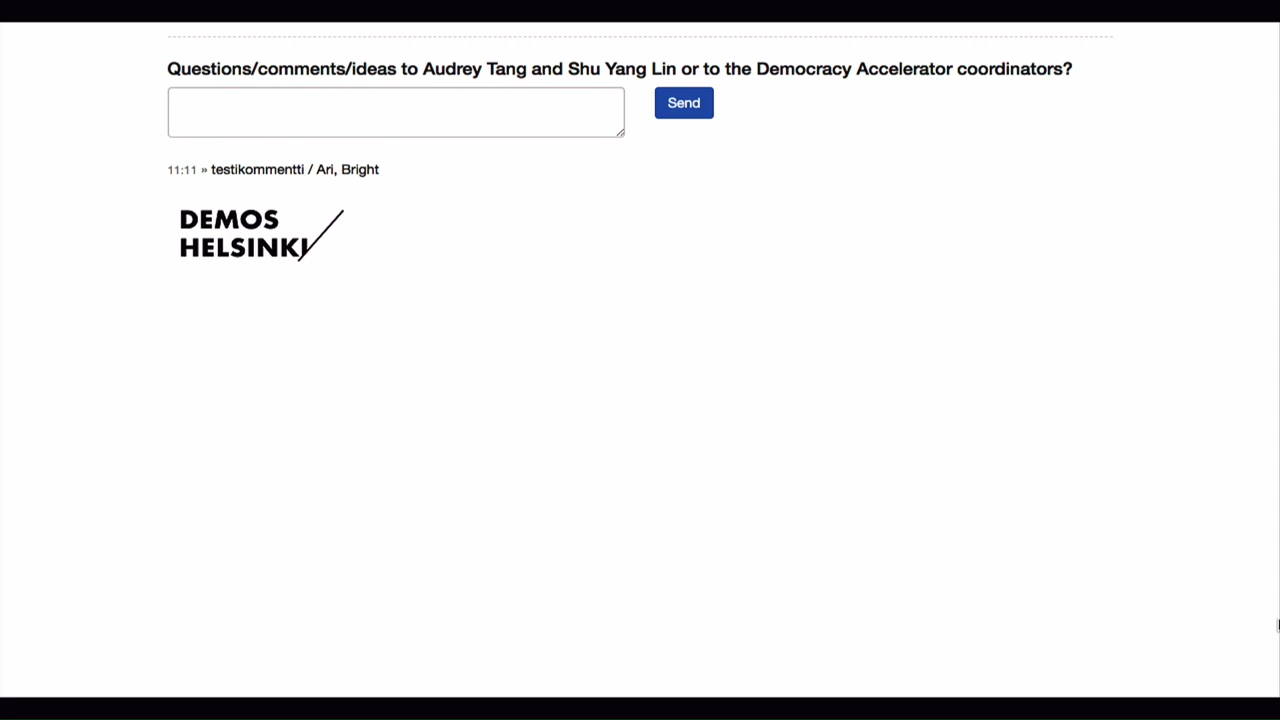 Questions/comments/ideas to Audrey Tang and Shu Yang Lin or to the Democracy Accelerator coordinators?
Send
11:11 » testikommentti / Ari, Bright
DEMOS
HELSINKI